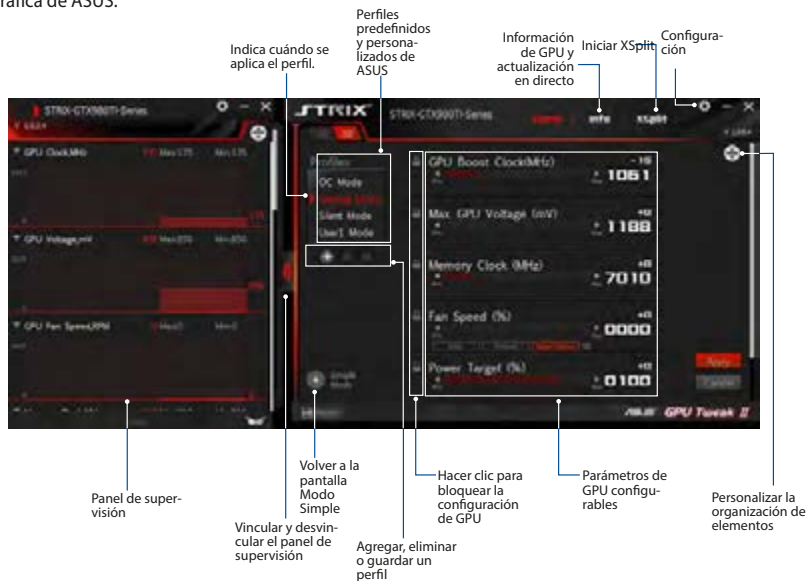 ráfica de ASUS.
Perfiles
predefinidos
y persona-
lizados de
ASUS
Indica cuándo se
aplica el perfil.
Información
de GPU y
actualización
en directo
Iniciar XSplit
Configura-
ción
STRIX-GTX980TI-Series
GPU Clock,MHz
GPU Voltage,mV
GPU Fan Speed,RPM
STRIX
STRIX-GTX980TI-Series
Info
XSplit
Profiles
OC Mode
Silent Mode
User1 Mode
Simple
Mode
GPU Boost Clock(MHz)
1061
Max. GPU Voltage (mV)
1188
Memory Clock (MHz)
7010
Fan Speed (%)
0000
Power Target (%)
0100
Apply
Cancel
GPU Tweak II
Panel de super-
visión
Volver a la
pantalla
Modo
Simple
Vincular y desvin-
cular el panel de
supervisión
Agregar, eliminar
o guardar un
perfil
Hacer clic para
bloquear la
configuración
de GPU
Parámetros de
GPU configu-
rables
Personalizar la
organización de
elementos